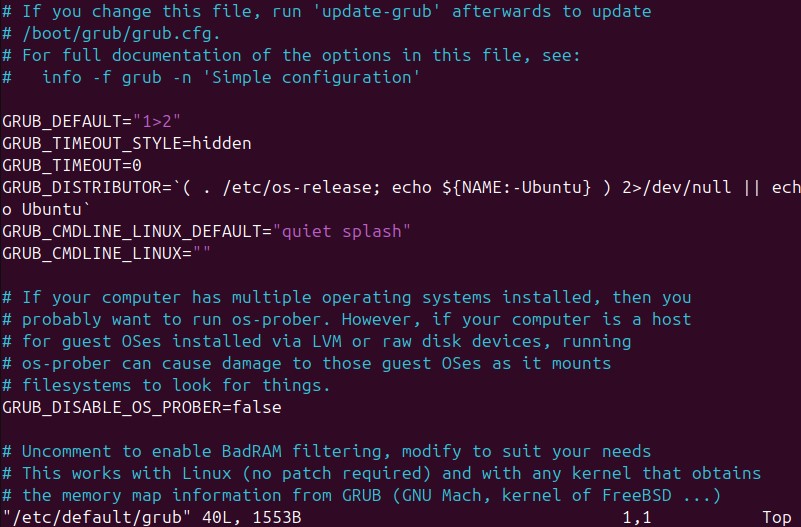 # If you change this file, run 'update-grub' afterwards to update
# /boot/grub/grub.cfg.
# For full documentation of the options in this file, see:
#   info -f grub -n 'Simple configuration'

GRUB_DEFAULT="1>2"
GRUB_TIMEOUT_STYLE=hidden
GRUB_TIMEOUT=0
GRUB_DISTRIBUTOR=`( . /etc/os-release; echo ${NAME:-Ubuntu} ) 2>/dev/null || ech
o Ubuntu`
GRUB_CMDLINE_LINUX_DEFAULT="quiet splash"
GRUB_CMDLINE_LINUX=""

# If your computer has multiple operating systems installed, then you
# probably want to run os-prober. However, if your computer is a host
# for guest OSes installed via LVM or raw disk devices, running
# os-prober can cause damage to those guest OSes as it mounts
# filesystems to look for things.
GRUB_DISABLE_OS_PROBER=false

# Uncomment to enable BadRAM filtering, modify to suit your needs
# This works with Linux (no patch required) and with any kernel that obtains
# the memory map information from GRUB (GNU Mach, kernel of FreeBSD ...)
"/etc/default/grub" 40L, 1553B 1,1 Top